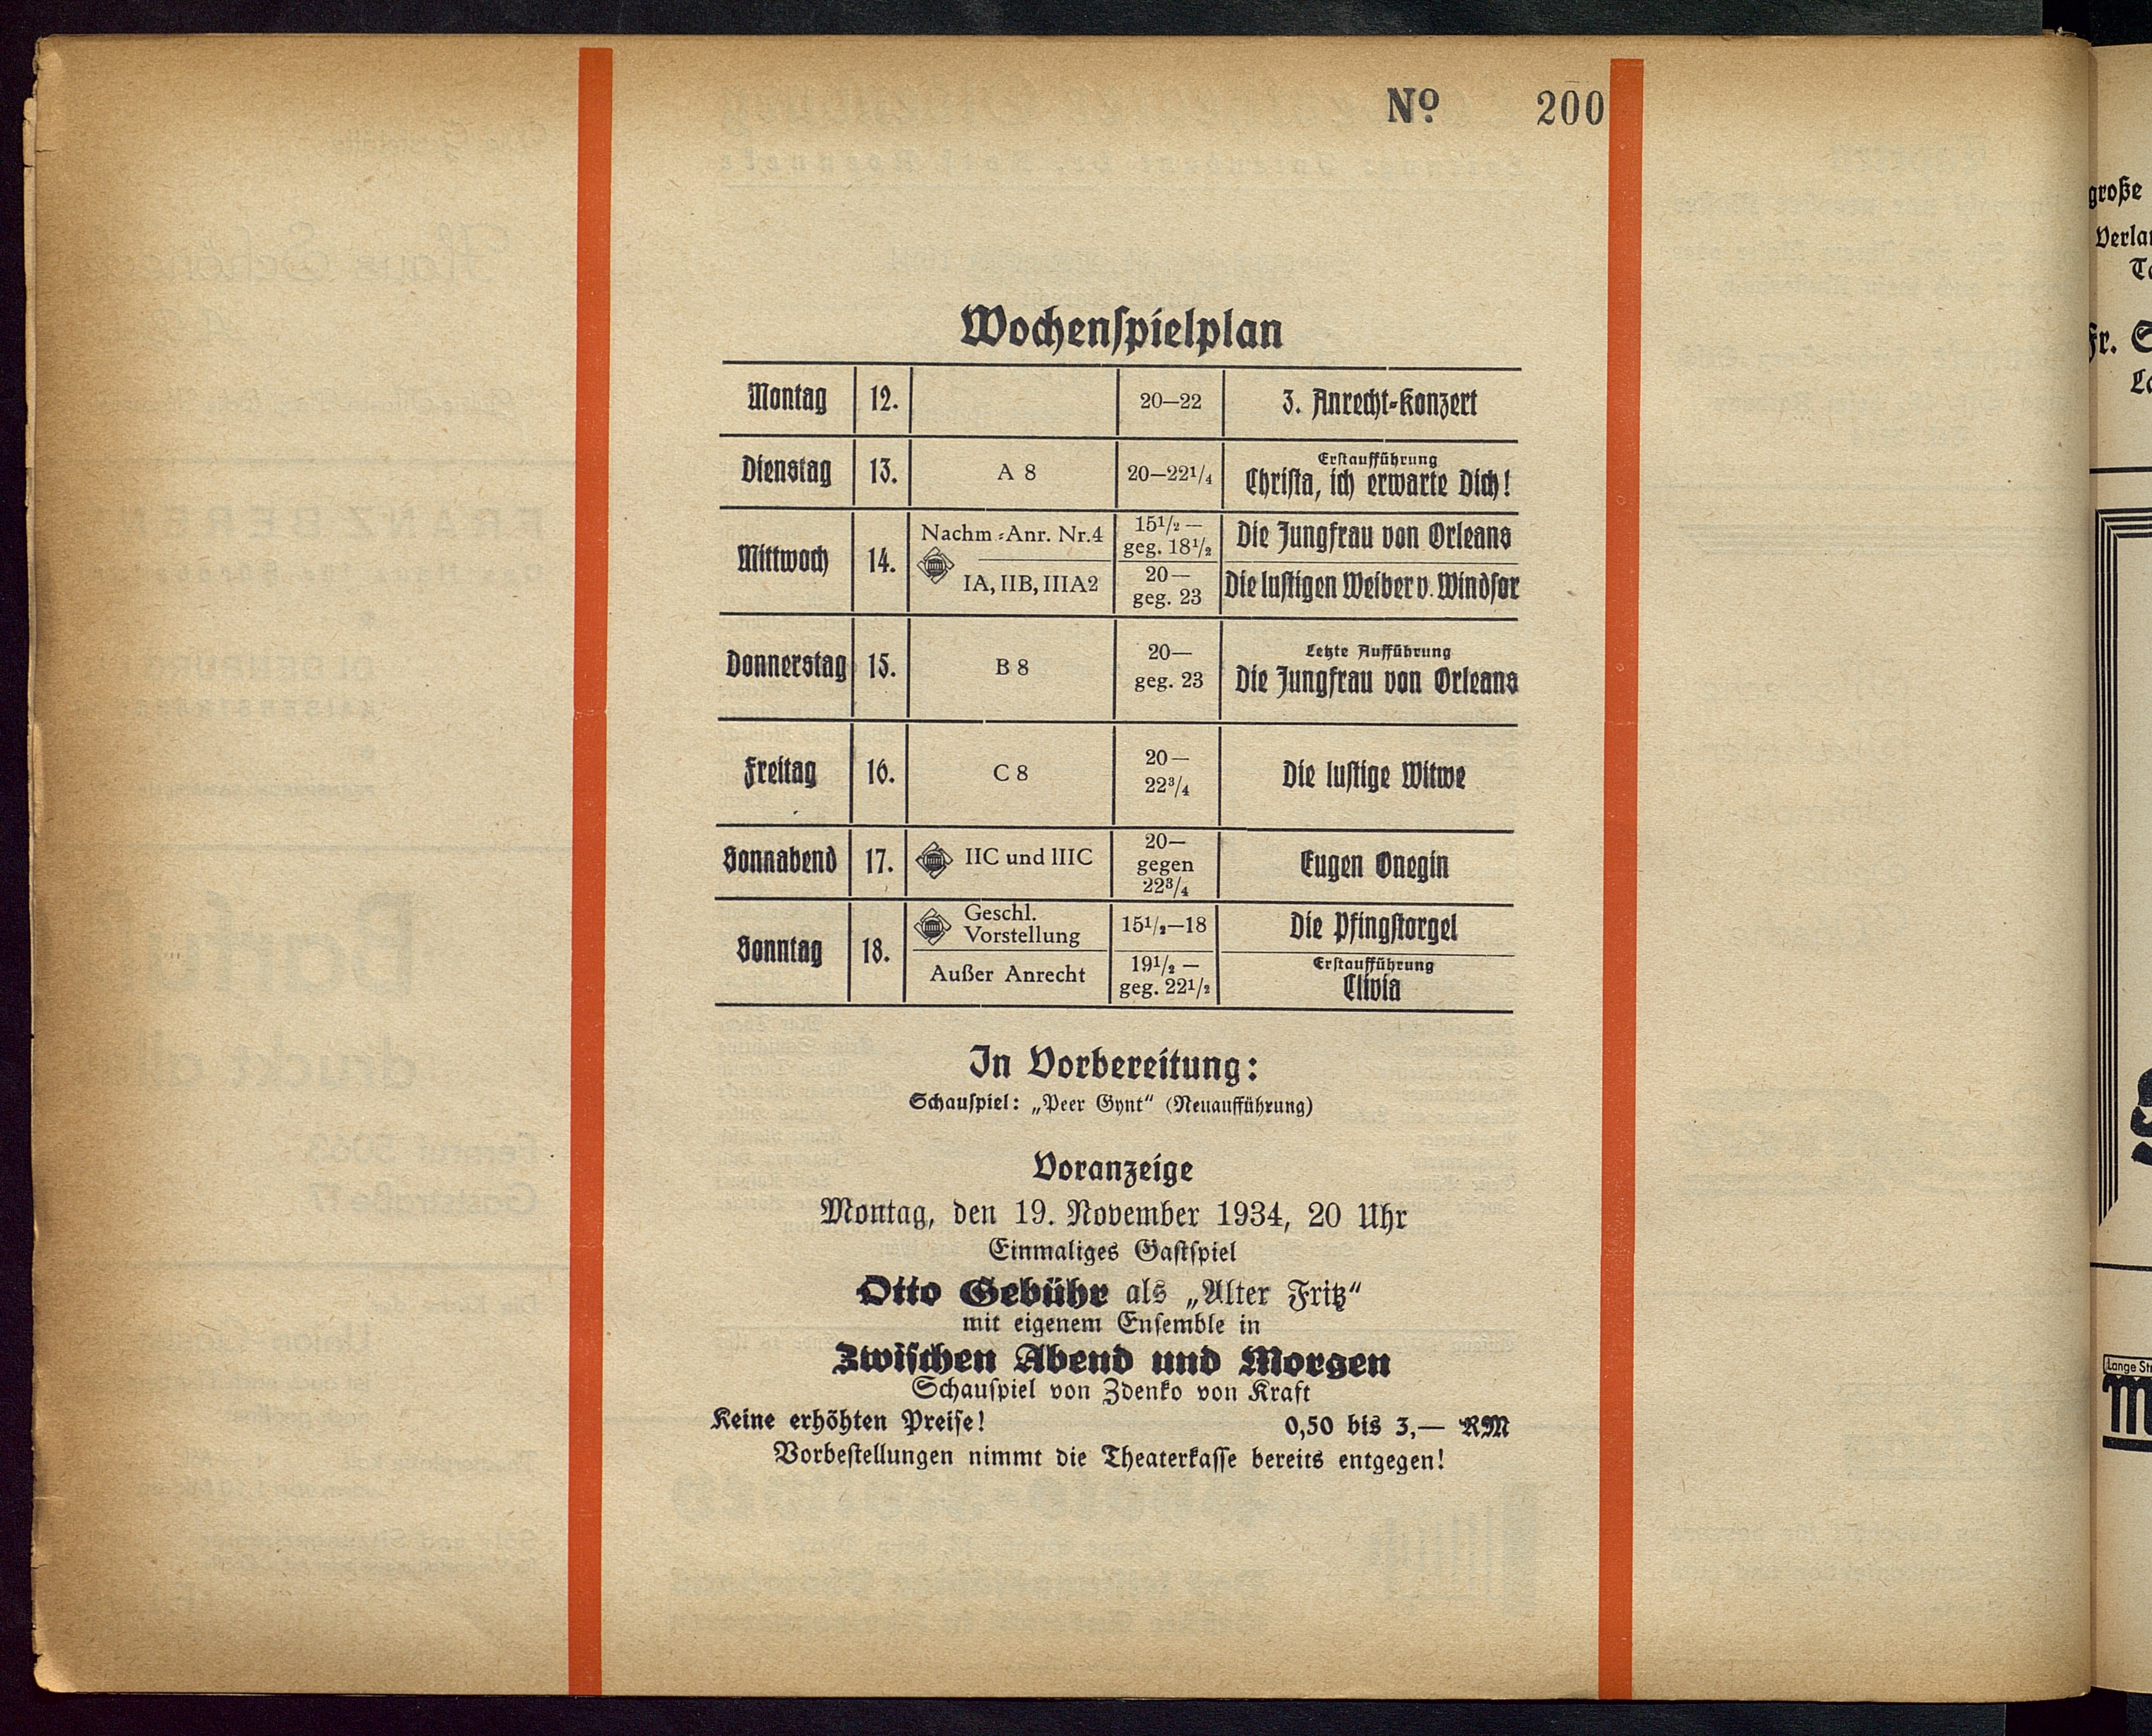 Nº 200
Wochenspielplan
Montag 12. 20—22 3. Anrecht-Konzert
Dienstag 13. A 8 20—22¹/₄ Erstaufführung
Christa, ich erwarte Dich!
Mittwoch 14. Nachm.-Anr. Nr. 4 15¹/₂— geg. 18¹/₂ Die Jungfrau von Orleans
IA, IIB, IIIA2 20— geg. 23 Die lustigen Weiber v. Windsor
Donnerstag 15. B 8 20— geg. 23 Letzte Aufführung
Die Jungfrau von Orleans
Freitag 16. C 8 20— 22³/₄ Die lustige Witwe
Sonnabend 17. IIC und IIIC 20— gegen 22³/₄ Eugen Onegin
Sonntag 18. Geschl. Vorstellung 15¹/₂—18 Die Pfingstorgel
Außer Anrecht 19¹/₂— geg. 22¹/₂ Erstaufführung
Clivia
In Vorbereitung:
Schauspiel: „Peer Gynt“ (Neuaufführung)
Voranzeige
Montag, den 19. November 1934, 20 Uhr
Einmaliges Gastspiel
Otto Gebühr als „Alter Fritz“
mit eigenem Ensemble in
Zwischen Abend und Morgen
Schauspiel von Zdenko von Kraft
Keine erhöhten Preise! 0,50 bis 3,— RM
Vorbestellungen nimmt die Theaterkasse bereits entgegen!
große